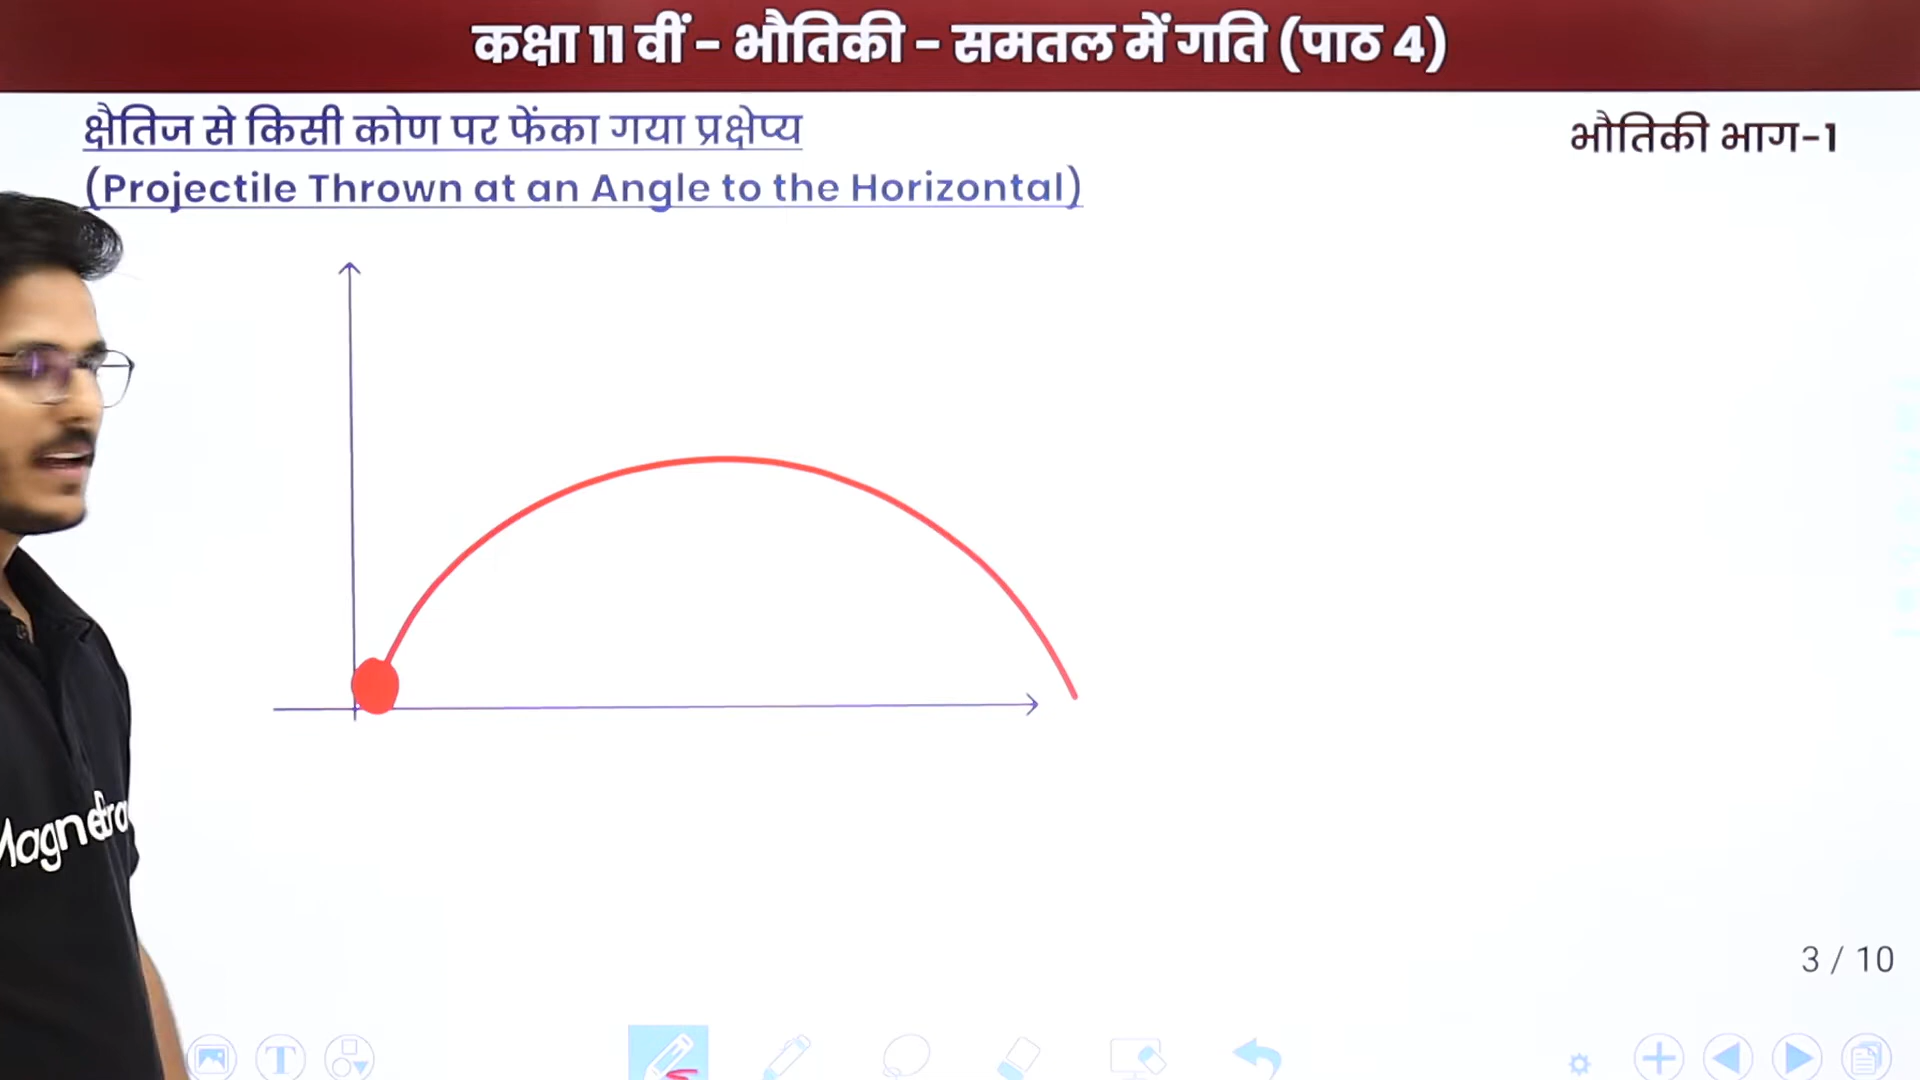 कक्षा 11 वीं - भौतिकी - समतल में गति (पाठ 4)
क्षैतिज से किसी कोण पर फेंका गया प्रक्षेप्य
भौतिकी भाग-1
(Projectile Thrown at an Angle to the Horizontal)
3 / 10
T